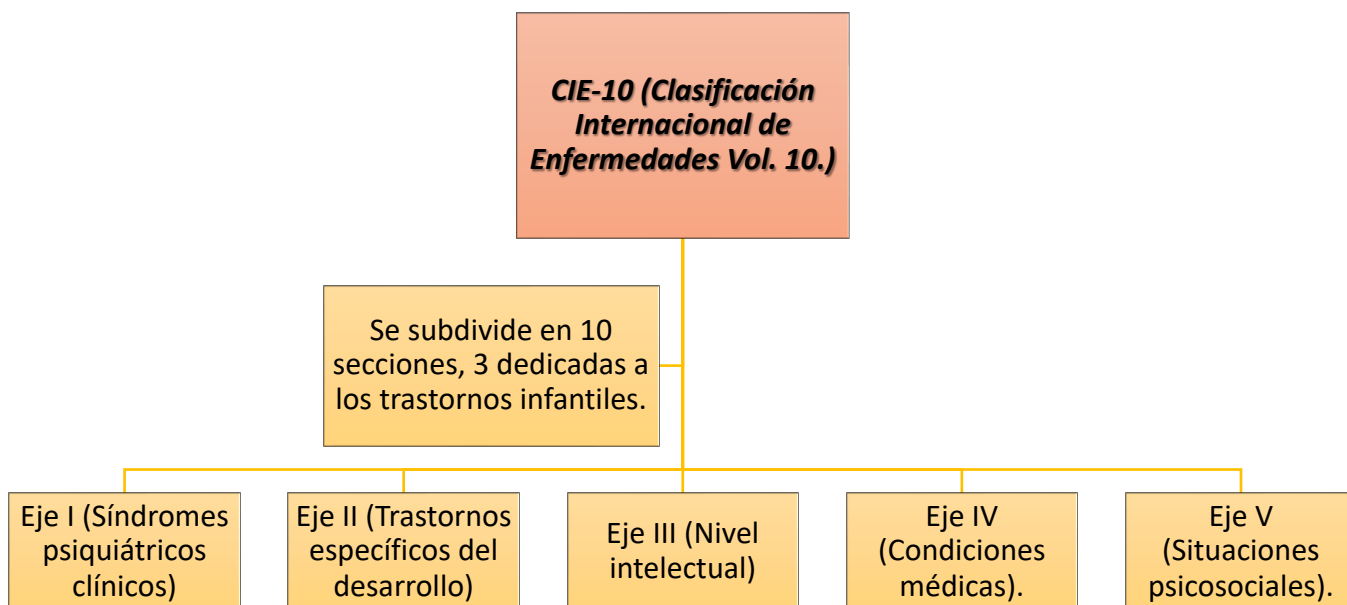 CIE-10 (Clasificación
Internacional de
Enfermedades Vol. 10.)
Se subdivide en 10
secciones, 3 dedicadas a
los trastornos infantiles.
Eje I (Síndromes
psiquiátricos
clínicos)
Eje II (Trastornos
específicos del
desarrollo)
Eje III (Nivel
intelectual)
Eje IV
(Condiciones
médicas).
Eje V
(Situaciones
psicosociales).